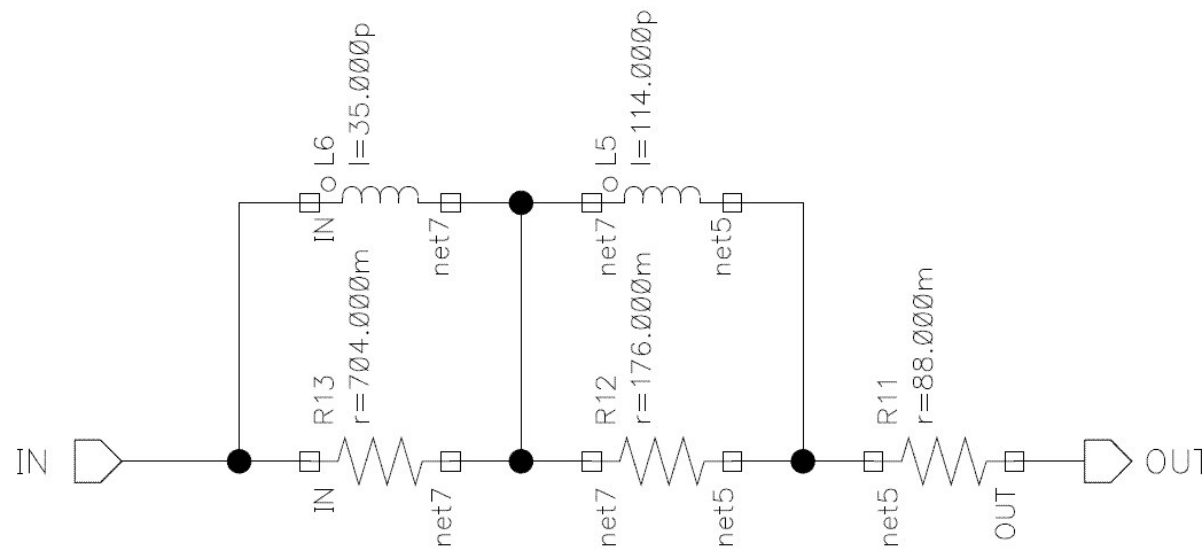 L6
l=35.000p
L5
l=114.000p
IN
net7
net7
net5
R13
r=704.000m
R12
r=176.000m
R11
r=88.000m
IN
OUT
IN
net7
net7
net5
net5
OUT